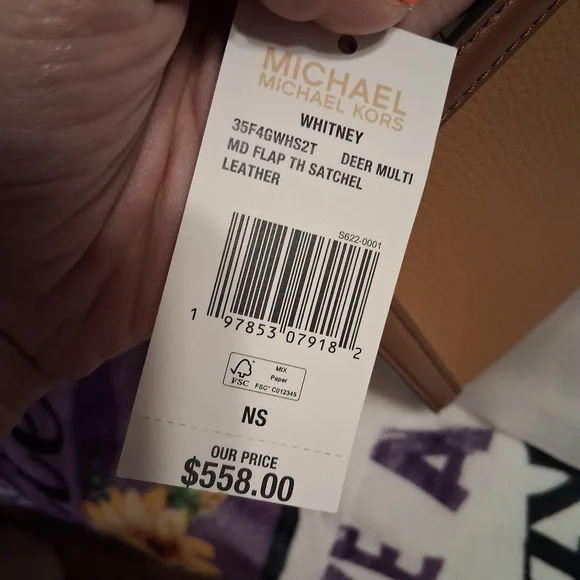 MICHAEL
MICHAEL KORS
WHITNEY
35F4GWHS2T DEER MULTI
MD FLAP TH SATCHEL
LEATHER
S622-0001
1 97853 07918 2
FSC
MIX
Paper
FSC™ C012345
NS
OUR PRICE
$558.00